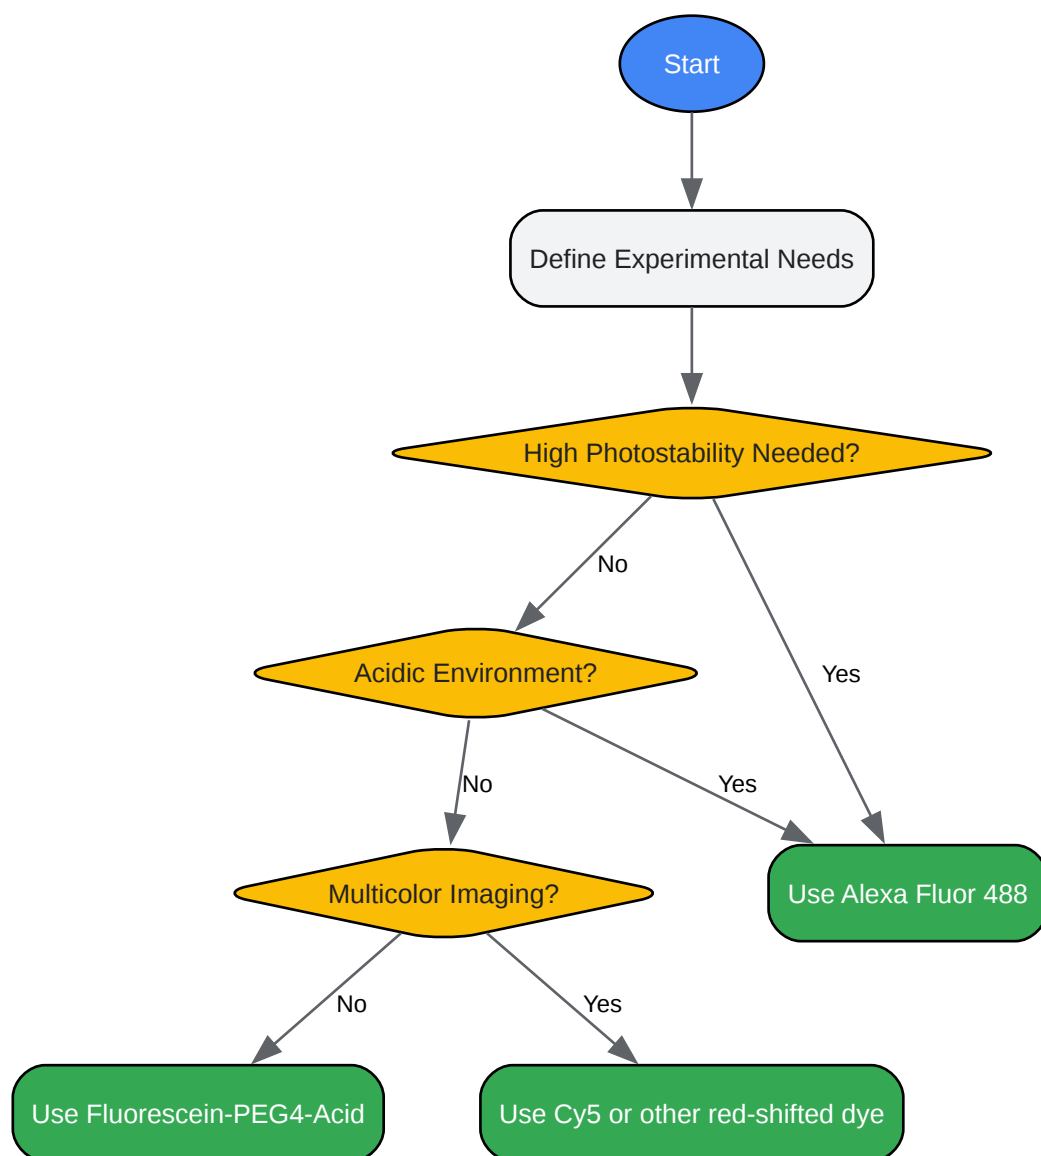 Start
Define Experimental Needs
High Photostability Needed?
No
Yes
Acidic Environment?
No
Yes
Multicolor Imaging?
Use Alexa Fluor 488
No
Yes
Use Fluorescein-PEG4-Acid
Use Cy5 or other red-shifted dye